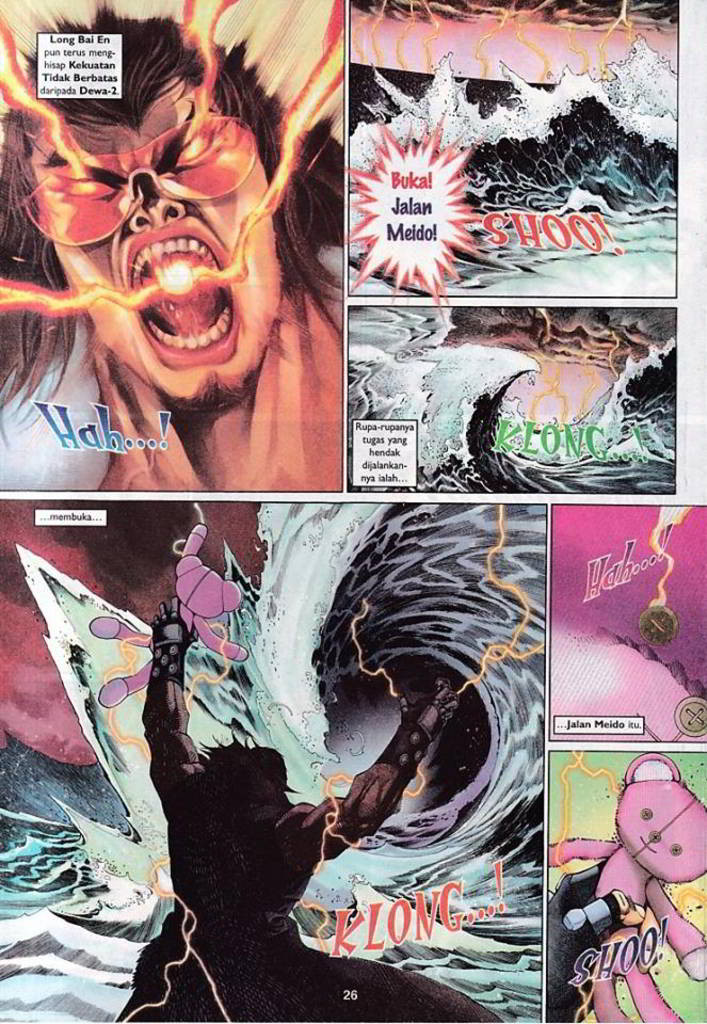 Long Bai En
pun terus meng-
hisap Kekuatan
Tidak Berbatas
daripada Dewa-2.
Hah...!
Buka!
Jalan
Meido!
SHOO!
Rupa-rupanya
tugas yang
hendak
dijalankan-
nya ialah...
KLONG...!
...membuka...
KLONG....!
Hah...!
...Jalan Meido itu.
SHOO!
26